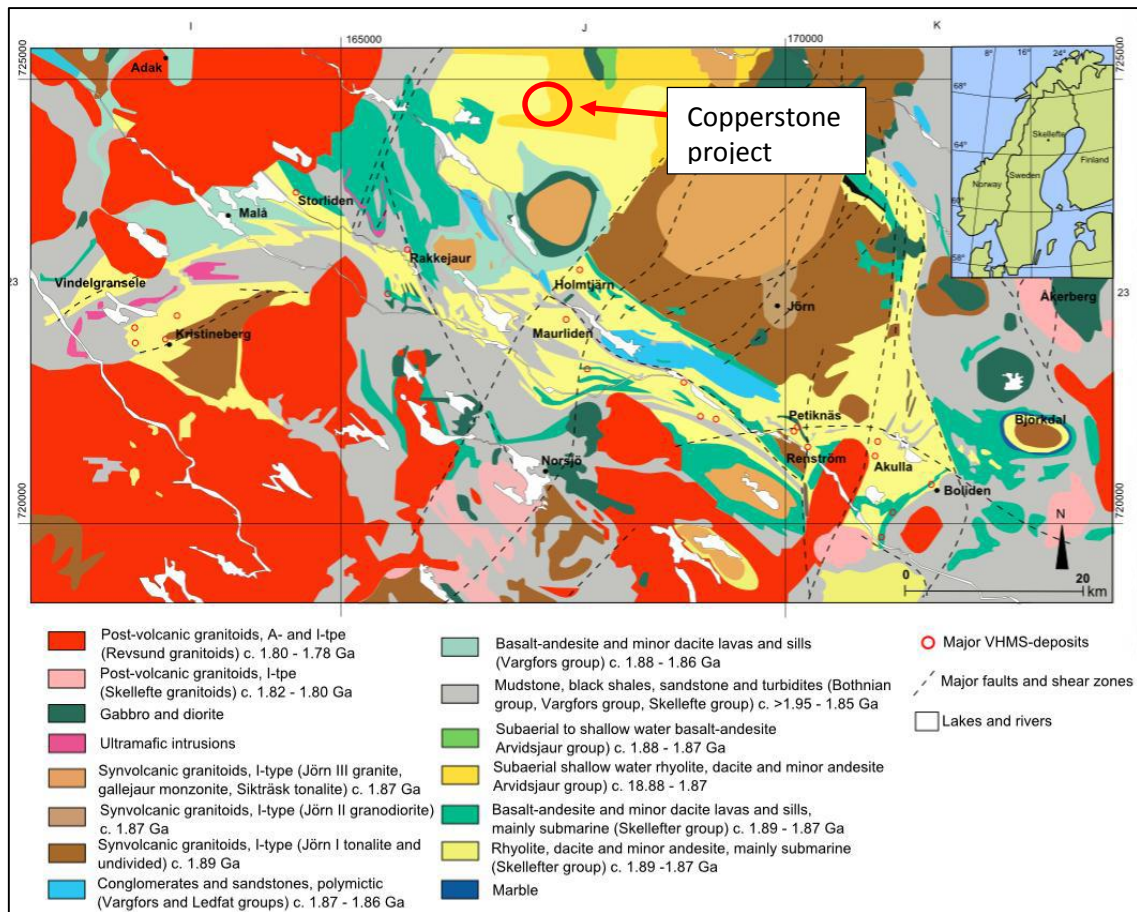 I J K
165000 170000
725000 725000
Adak
Copperstone
project
8° 16° 24°
68°
64°
60°
58°
Skellefte
Norway
Sweden
Finland
Storliden
Malå
Rakkejaur
Vindelgransele
23 23
Holmtjärn
Jörn
Åkerberg
Kristineberg
Maurliden
Petiknäs
Björkdal
Norsjö
Renström
Akulla
Boliden
720000 720000
N
0 20
km
Post-volcanic granitoids, A- and I-tpe
(Revsund granitoids) c. 1.80 - 1.78 Ga
Post-volcanic granitoids, I-tpe
(Skellefte granitoids) c. 1.82 - 1.80 Ga
Gabbro and diorite
Ultramafic intrusions
Synvolcanic granitoids, I-type (Jörn III granite,
gallejaur monzonite, Sikträsk tonalite) c. 1.87 Ga
Synvolcanic granitoids, I-type (Jörn II granodiorite)
c. 1.87 Ga
Synvolcanic granitoids, I-type (Jörn I tonalite and
undivided) c. 1.89 Ga
Conglomerates and sandstones, polymictic
(Vargfors and Ledfat groups) c. 1.87 - 1.86 Ga
Basalt-andesite and minor dacite lavas and sills
(Vargfors group) c. 1.88 - 1.86 Ga
Mudstone, black shales, sandstone and turbidites (Bothnian
group, Vargfors group, Skellefte group) c. >1.95 - 1.85 Ga
Subaerial to shallow water basalt-andesite
Arvidsjaur group) c. 1.88 - 1.87 Ga
Subaerial shallow water rhyolite, dacite and minor andesite
Arvidsjaur group) c. 18.88 - 1.87
Basalt-andesite and minor dacite lavas and sills,
mainly submarine (Skellefter group) c. 1.89 - 1.87 Ga
Rhyolite, dacite and minor andesite, mainly submarine
(Skellefter group) c. 1.89 -1.87 Ga
Marble
Major VHMS-deposits
Major faults and shear zones
Lakes and rivers